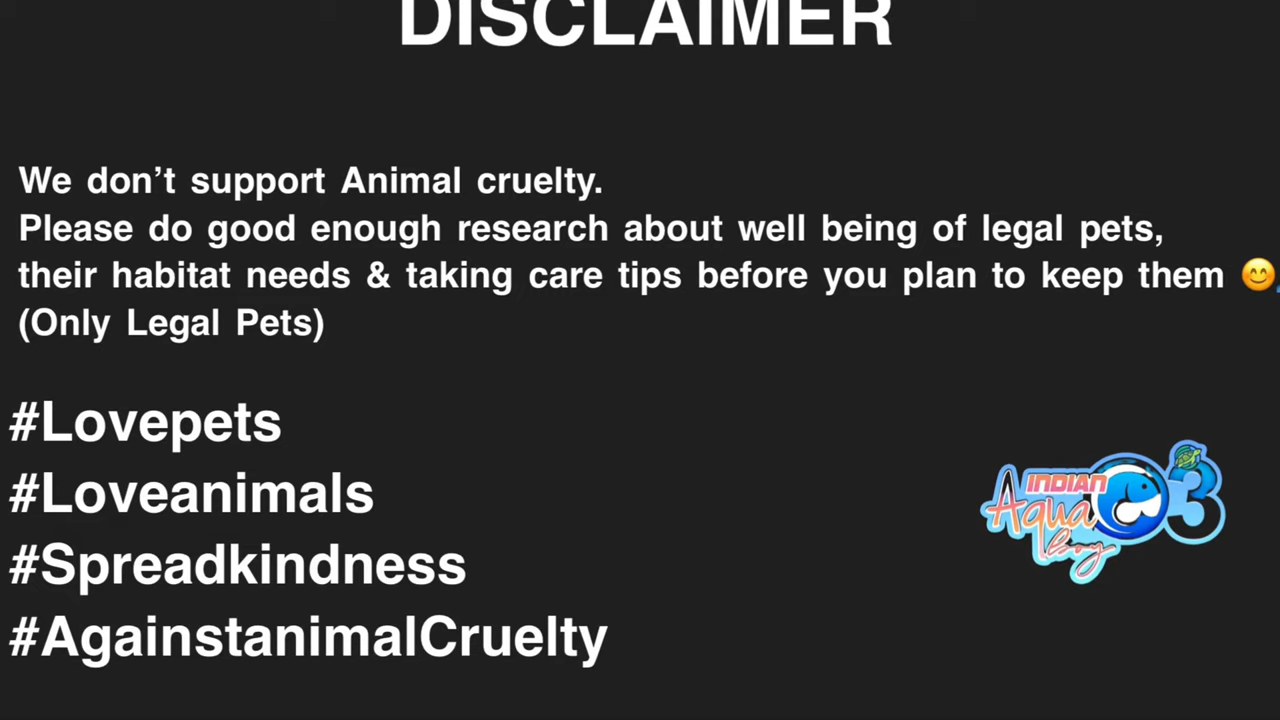 DISCLAIMER
We don't support Animal cruelty.
Please do good enough research about well being of legal pets,
their habitat needs & taking care tips before you plan to keep them 😊
(Only Legal Pets)
#Lovepets
#Loveanimals
#Spreadkindness
#AgainstanimalCruelty
INDIAN
Aqua
boy
03